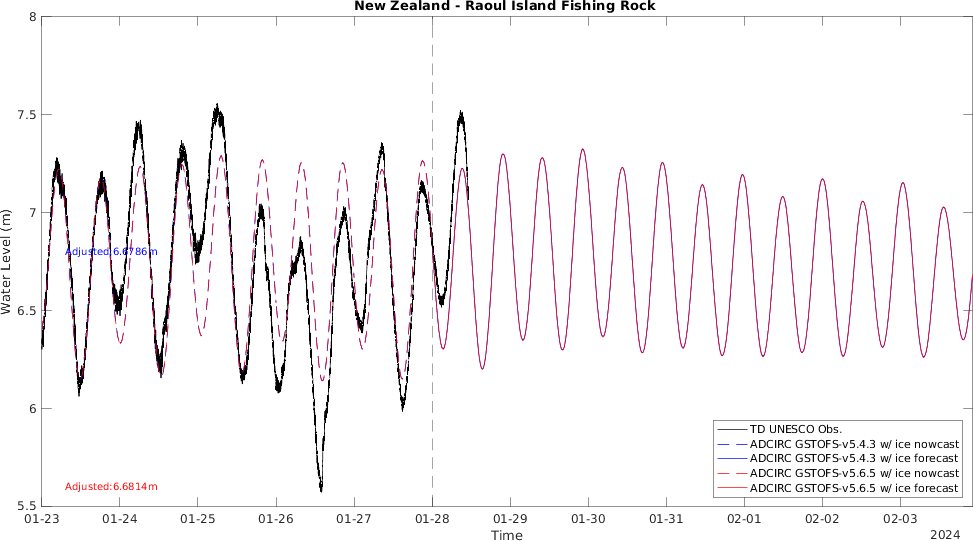 New Zealand - Raoul Island Fishing Rock
8
7.5
7
6.5
6
5.5
Water Level (m)
Adjusted:6.6786m
Adjusted:6.6814m
TD UNESCO Obs.
ADCIRC GSTOFS-v5.4.3 w/ ice nowcast
ADCIRC GSTOFS-v5.4.3 w/ ice forecast
ADCIRC GSTOFS-v5.6.5 w/ ice nowcast
ADCIRC GSTOFS-v5.6.5 w/ ice forecast
01-23 01-24 01-25 01-26 01-27 01-28 01-29 01-30 01-31 02-01 02-02 02-03
Time
2024